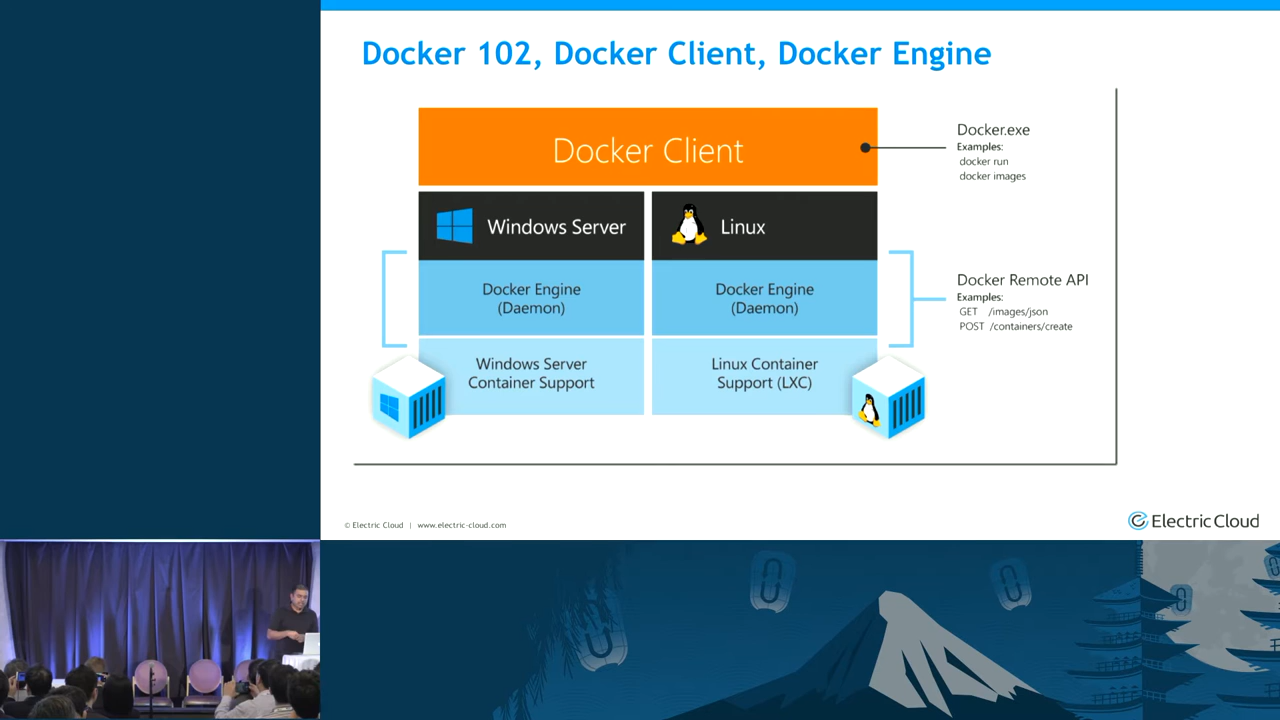 Docker 102, Docker Client, Docker Engine
Docker Client
Docker.exe
Examples:
docker run
docker images
Windows Server
Linux
Docker Engine
(Daemon)
Docker Engine
(Daemon)
Docker Remote API
Examples:
GET /images/json
POST /containers/create
Windows Server
Container Support
Linux Container
Support (LXC)
© Electric Cloud | www.electric-cloud.com
Electric Cloud